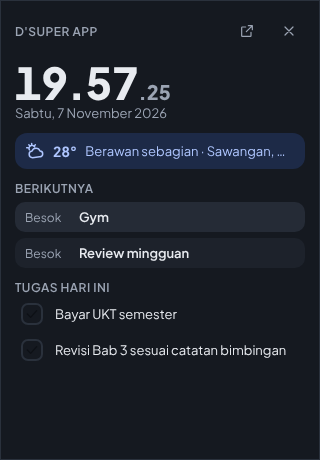 D'SUPER APP
19.57.25
Sabtu, 7 November 2026
28° Berawan sebagian · Sawangan, ...
BERIKUTNYA
Besok Gym
Besok Review mingguan
TUGAS HARI INI
Bayar UKT semester
Revisi Bab 3 sesuai catatan bimbingan